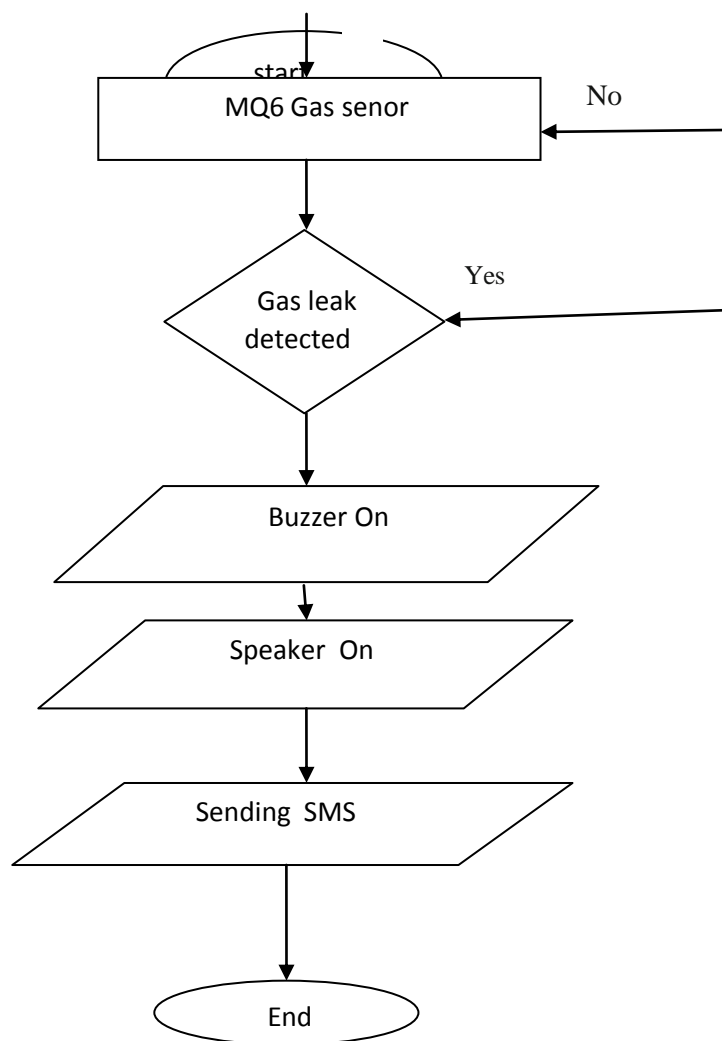 start
MQ6 Gas senor
No
Gas leak
detected
Yes
Buzzer On
Speaker On
Sending SMS
End